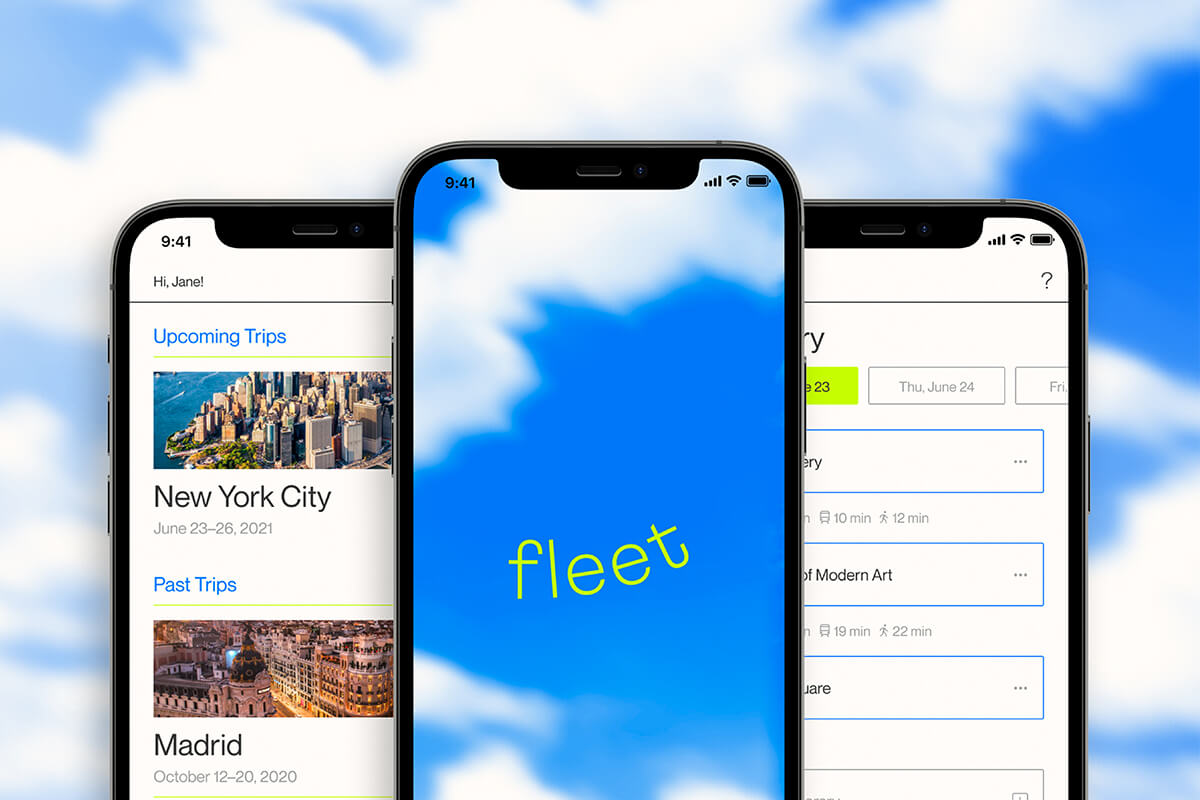 9:41
Hi, Jane!
Upcoming Trips
New York City
June 23–26, 2021
Past Trips
Madrid
October 12–20, 2020
9:41
fleet
?
23
Thu, June 24
10 min 12 min
of Modern Art
19 min 22 min